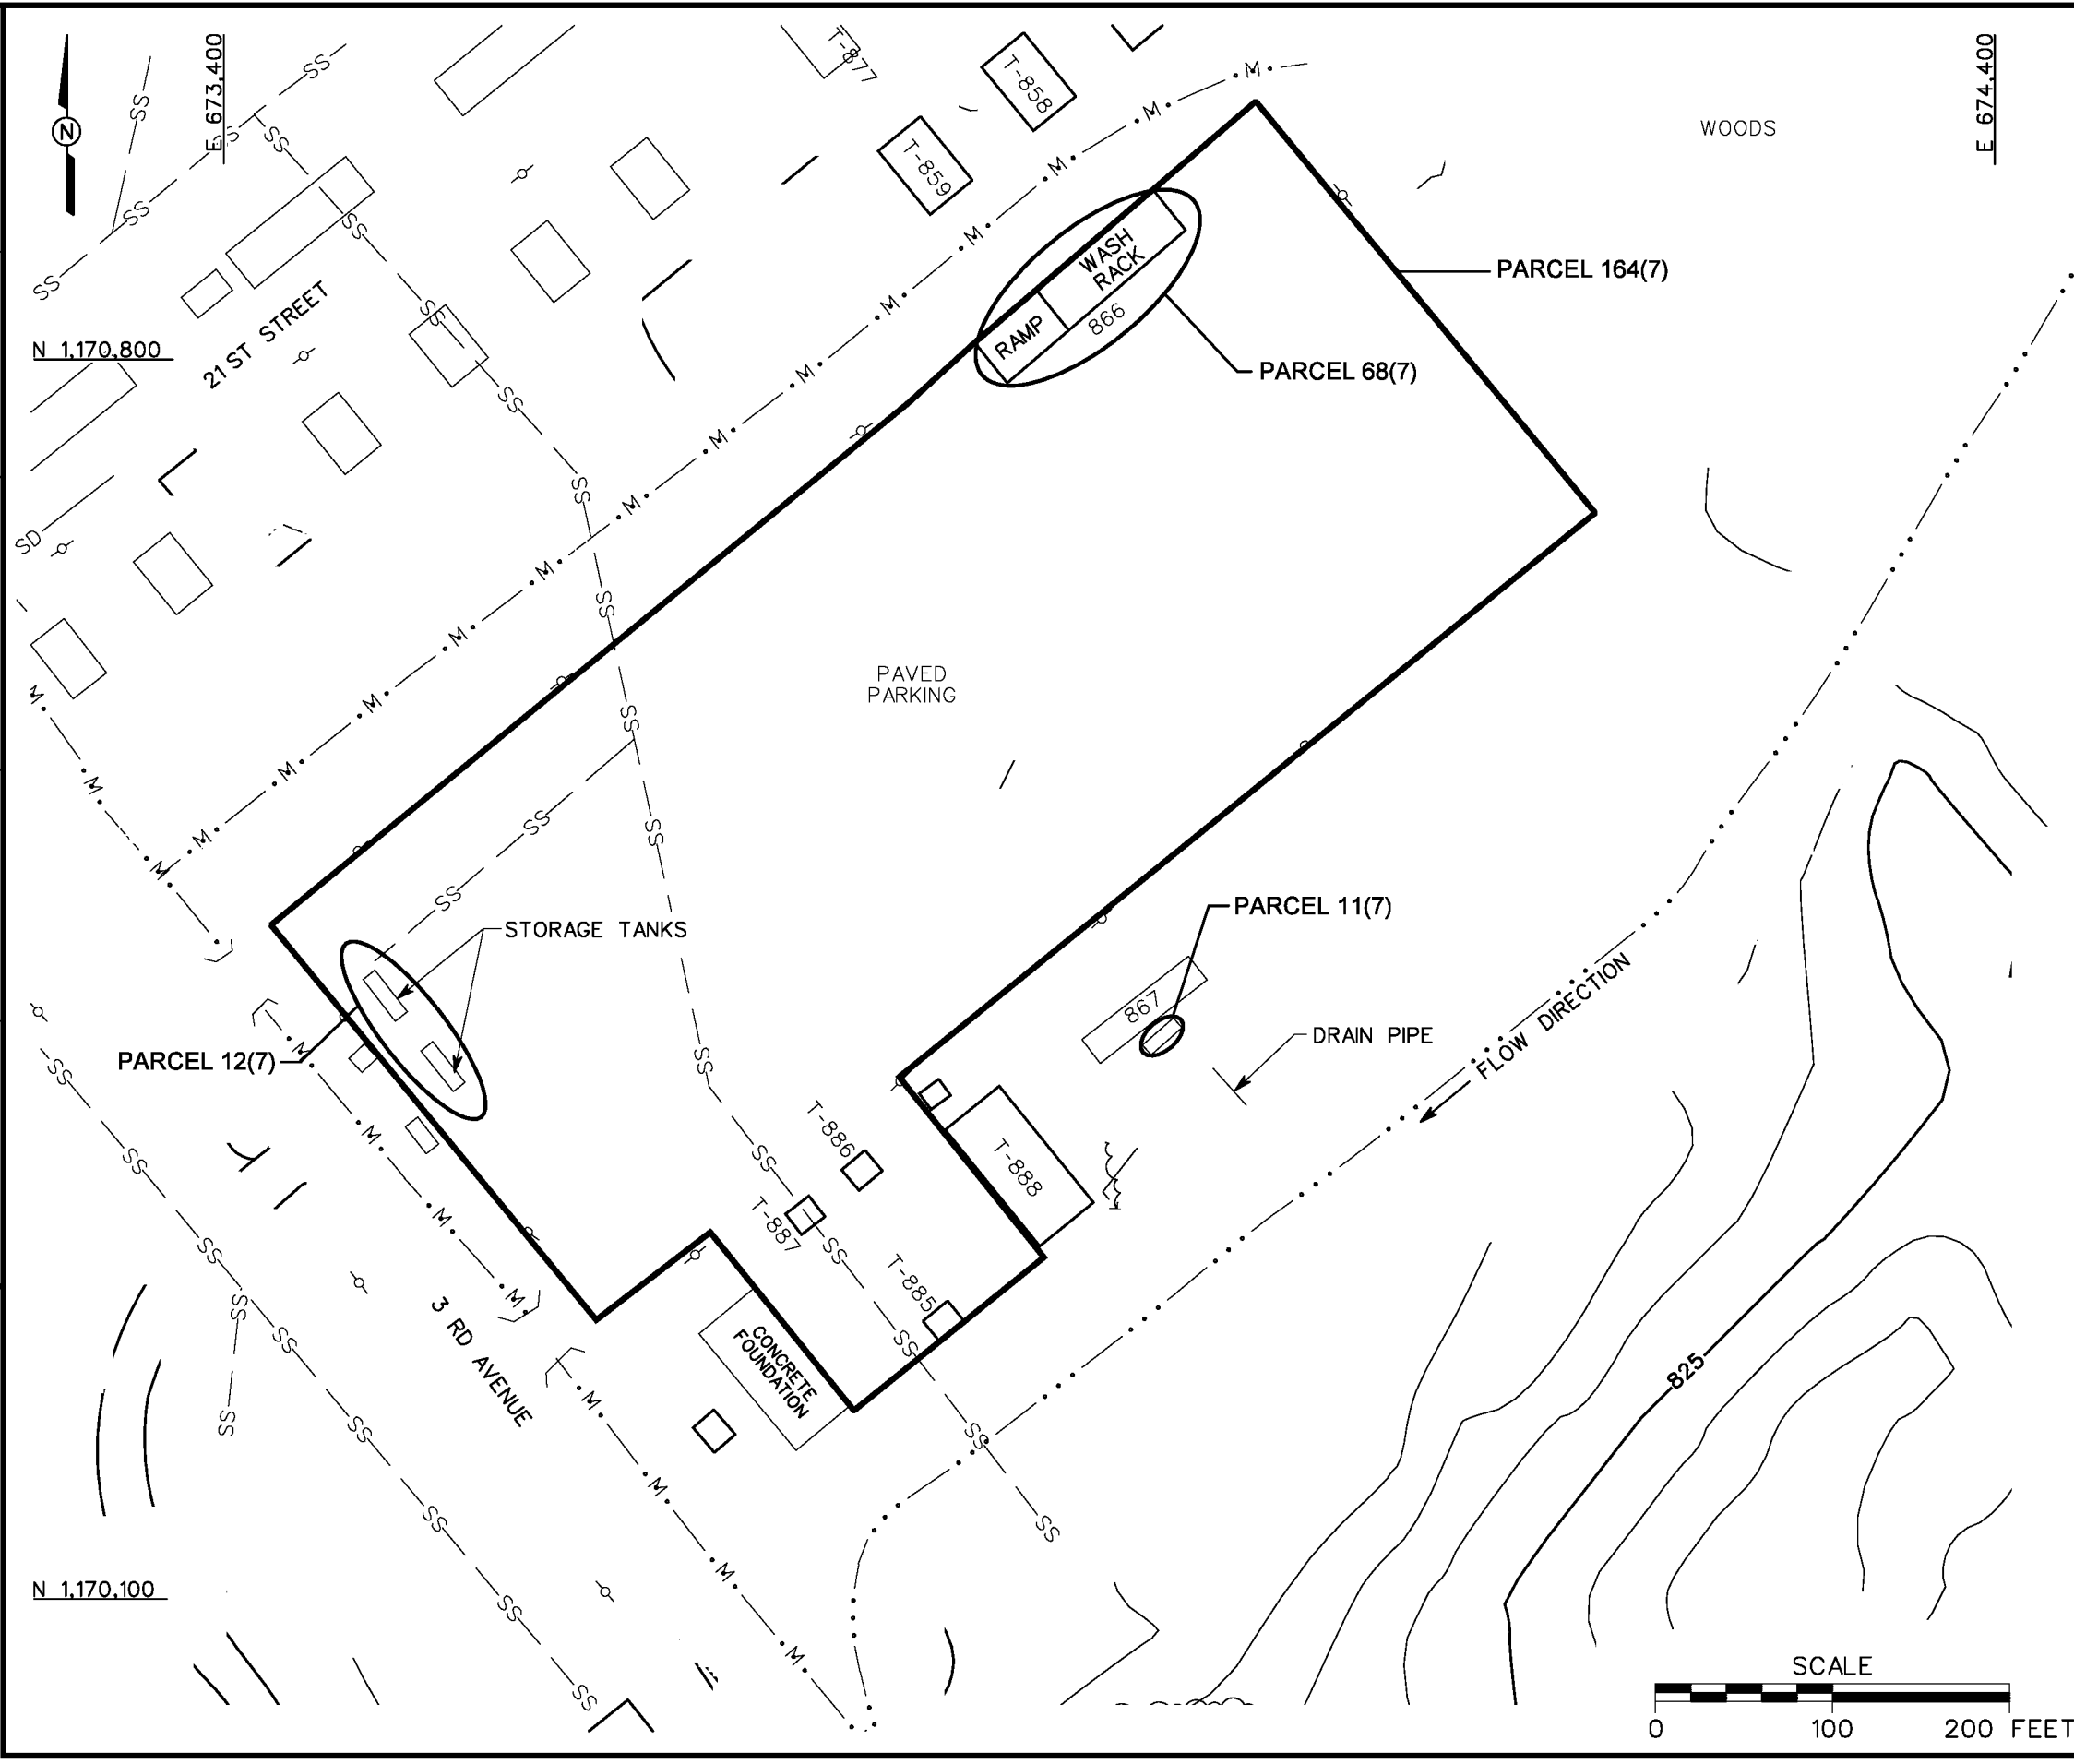 E 673,400
E 674,400
N
T-877
T-858
T-859
WOODS
M
SS
SD
21 ST STREET
N 1,170,800
WASH
RACK
RAMP
866
PARCEL 164(7)
PARCEL 68(7)
PAVED
PARKING
STORAGE TANKS
PARCEL 11(7)
867
DRAIN PIPE
FLOW DIRECTION
PARCEL 12(7)
T-886
T-888
T-887
T-885
3 RD AVENUE
CONCRETE
FOUNDATION
825
N 1,170,100
SCALE
0 100 200 FEET